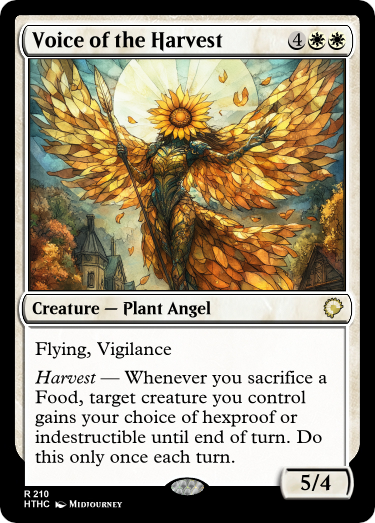 Voice of the Harvest 4
Creature — Plant Angel
Flying, Vigilance
Harvest — Whenever you sacrifice a
Food, target creature you control
gains your choice of hexproof or
indestructible until end of turn. Do
this only once each turn.
5/4
R 210
HTHC Midjourney